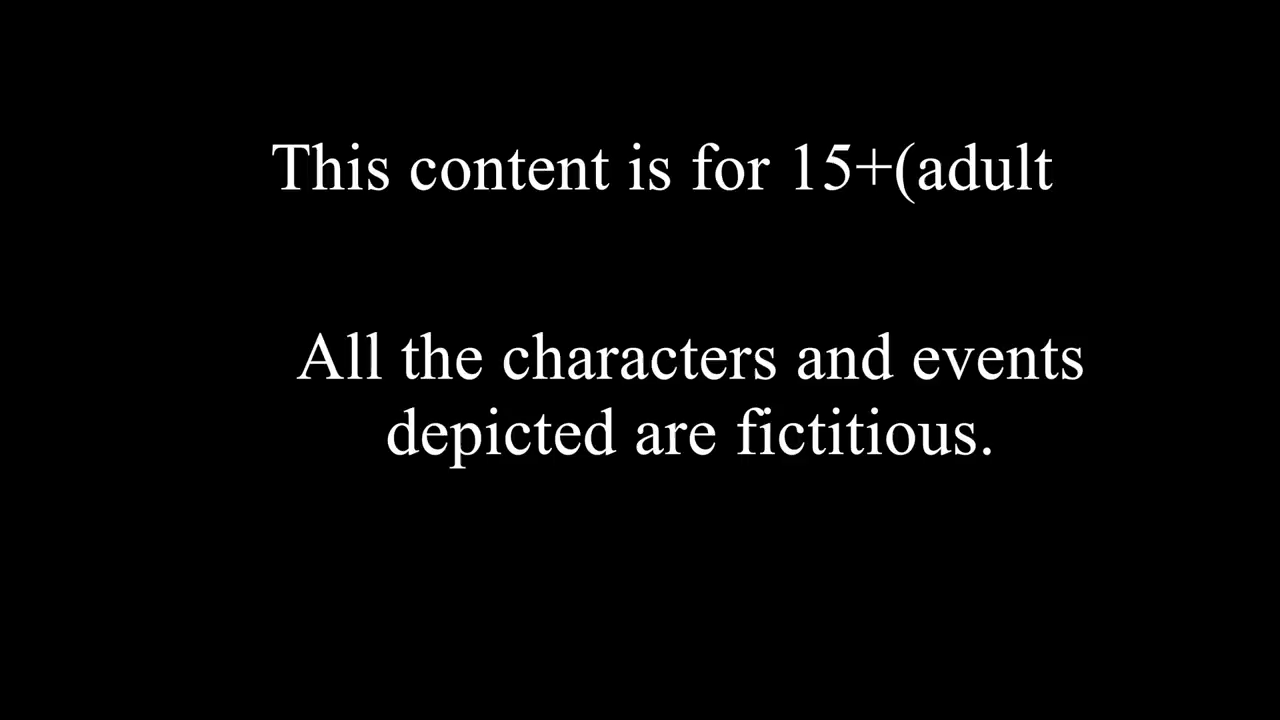 This content is for 15+(adult
All the characters and events
depicted are fictitious.